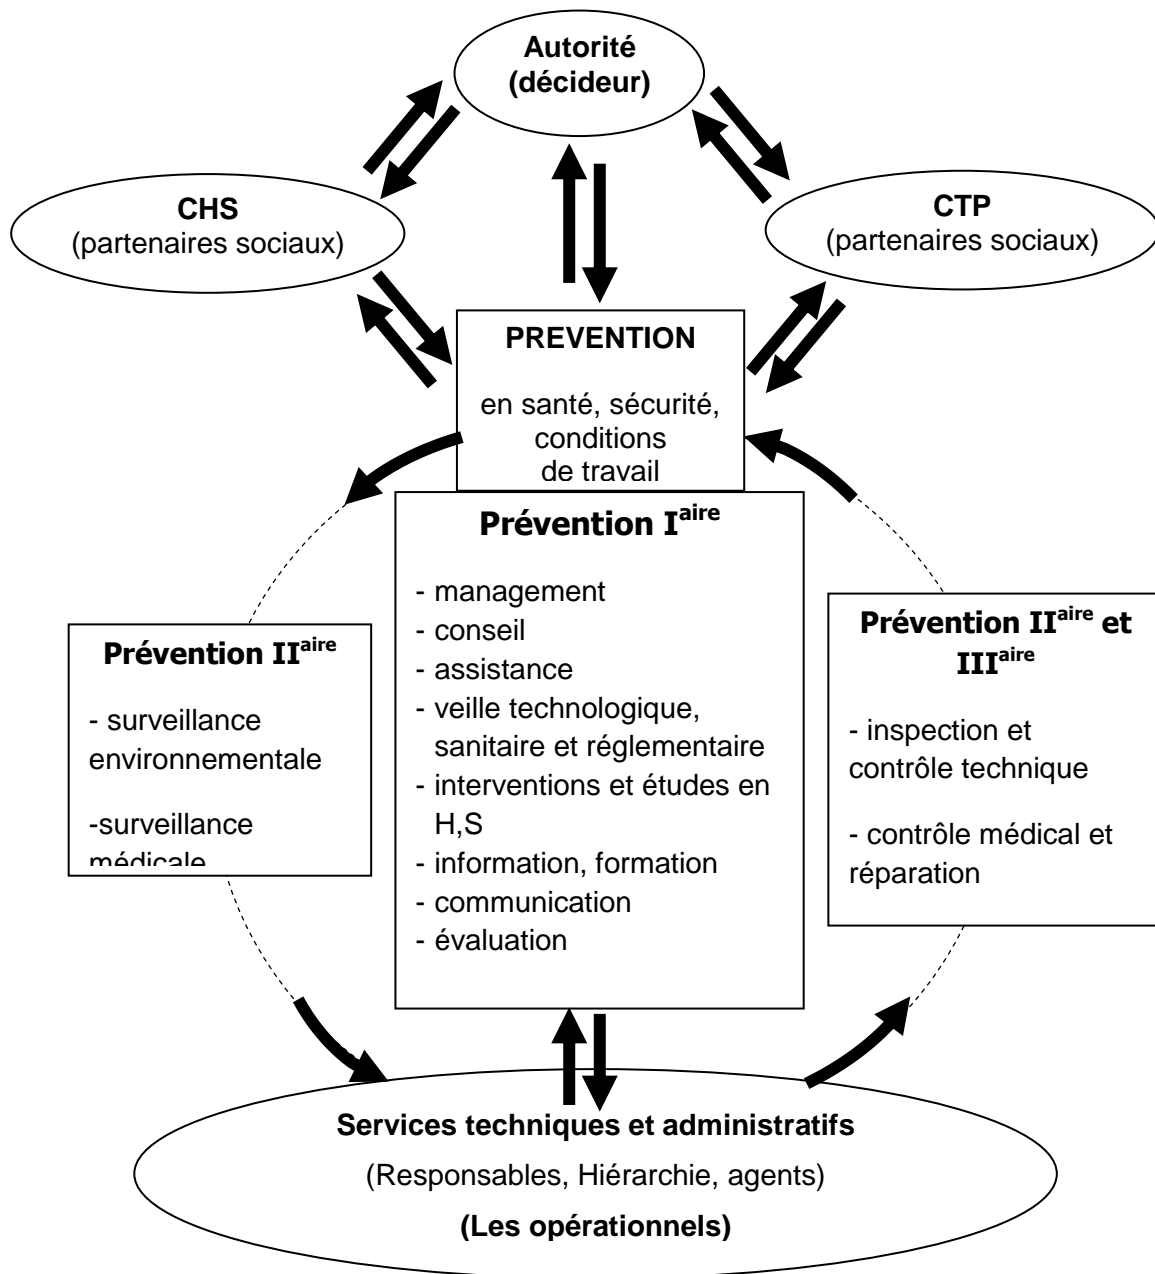 Autorité
(décideur)
CHS
(partenaires sociaux)
CTP
(partenaires sociaux)
PREVENTION
en santé, sécurité,
conditions
de travail
Prévention Iaire
- management
- conseil
- assistance
- veille technologique,
sanitaire et réglementaire
- interventions et études en
H,S
- information, formation
- communication
- évaluation
Prévention IIaire
- surveillance
environnementale
-surveillance
médicale
Prévention IIaire et
IIIaire
- inspection et
contrôle technique
- contrôle médical et
réparation
Services techniques et administratifs
(Responsables, Hiérarchie, agents)
(Les opérationnels)